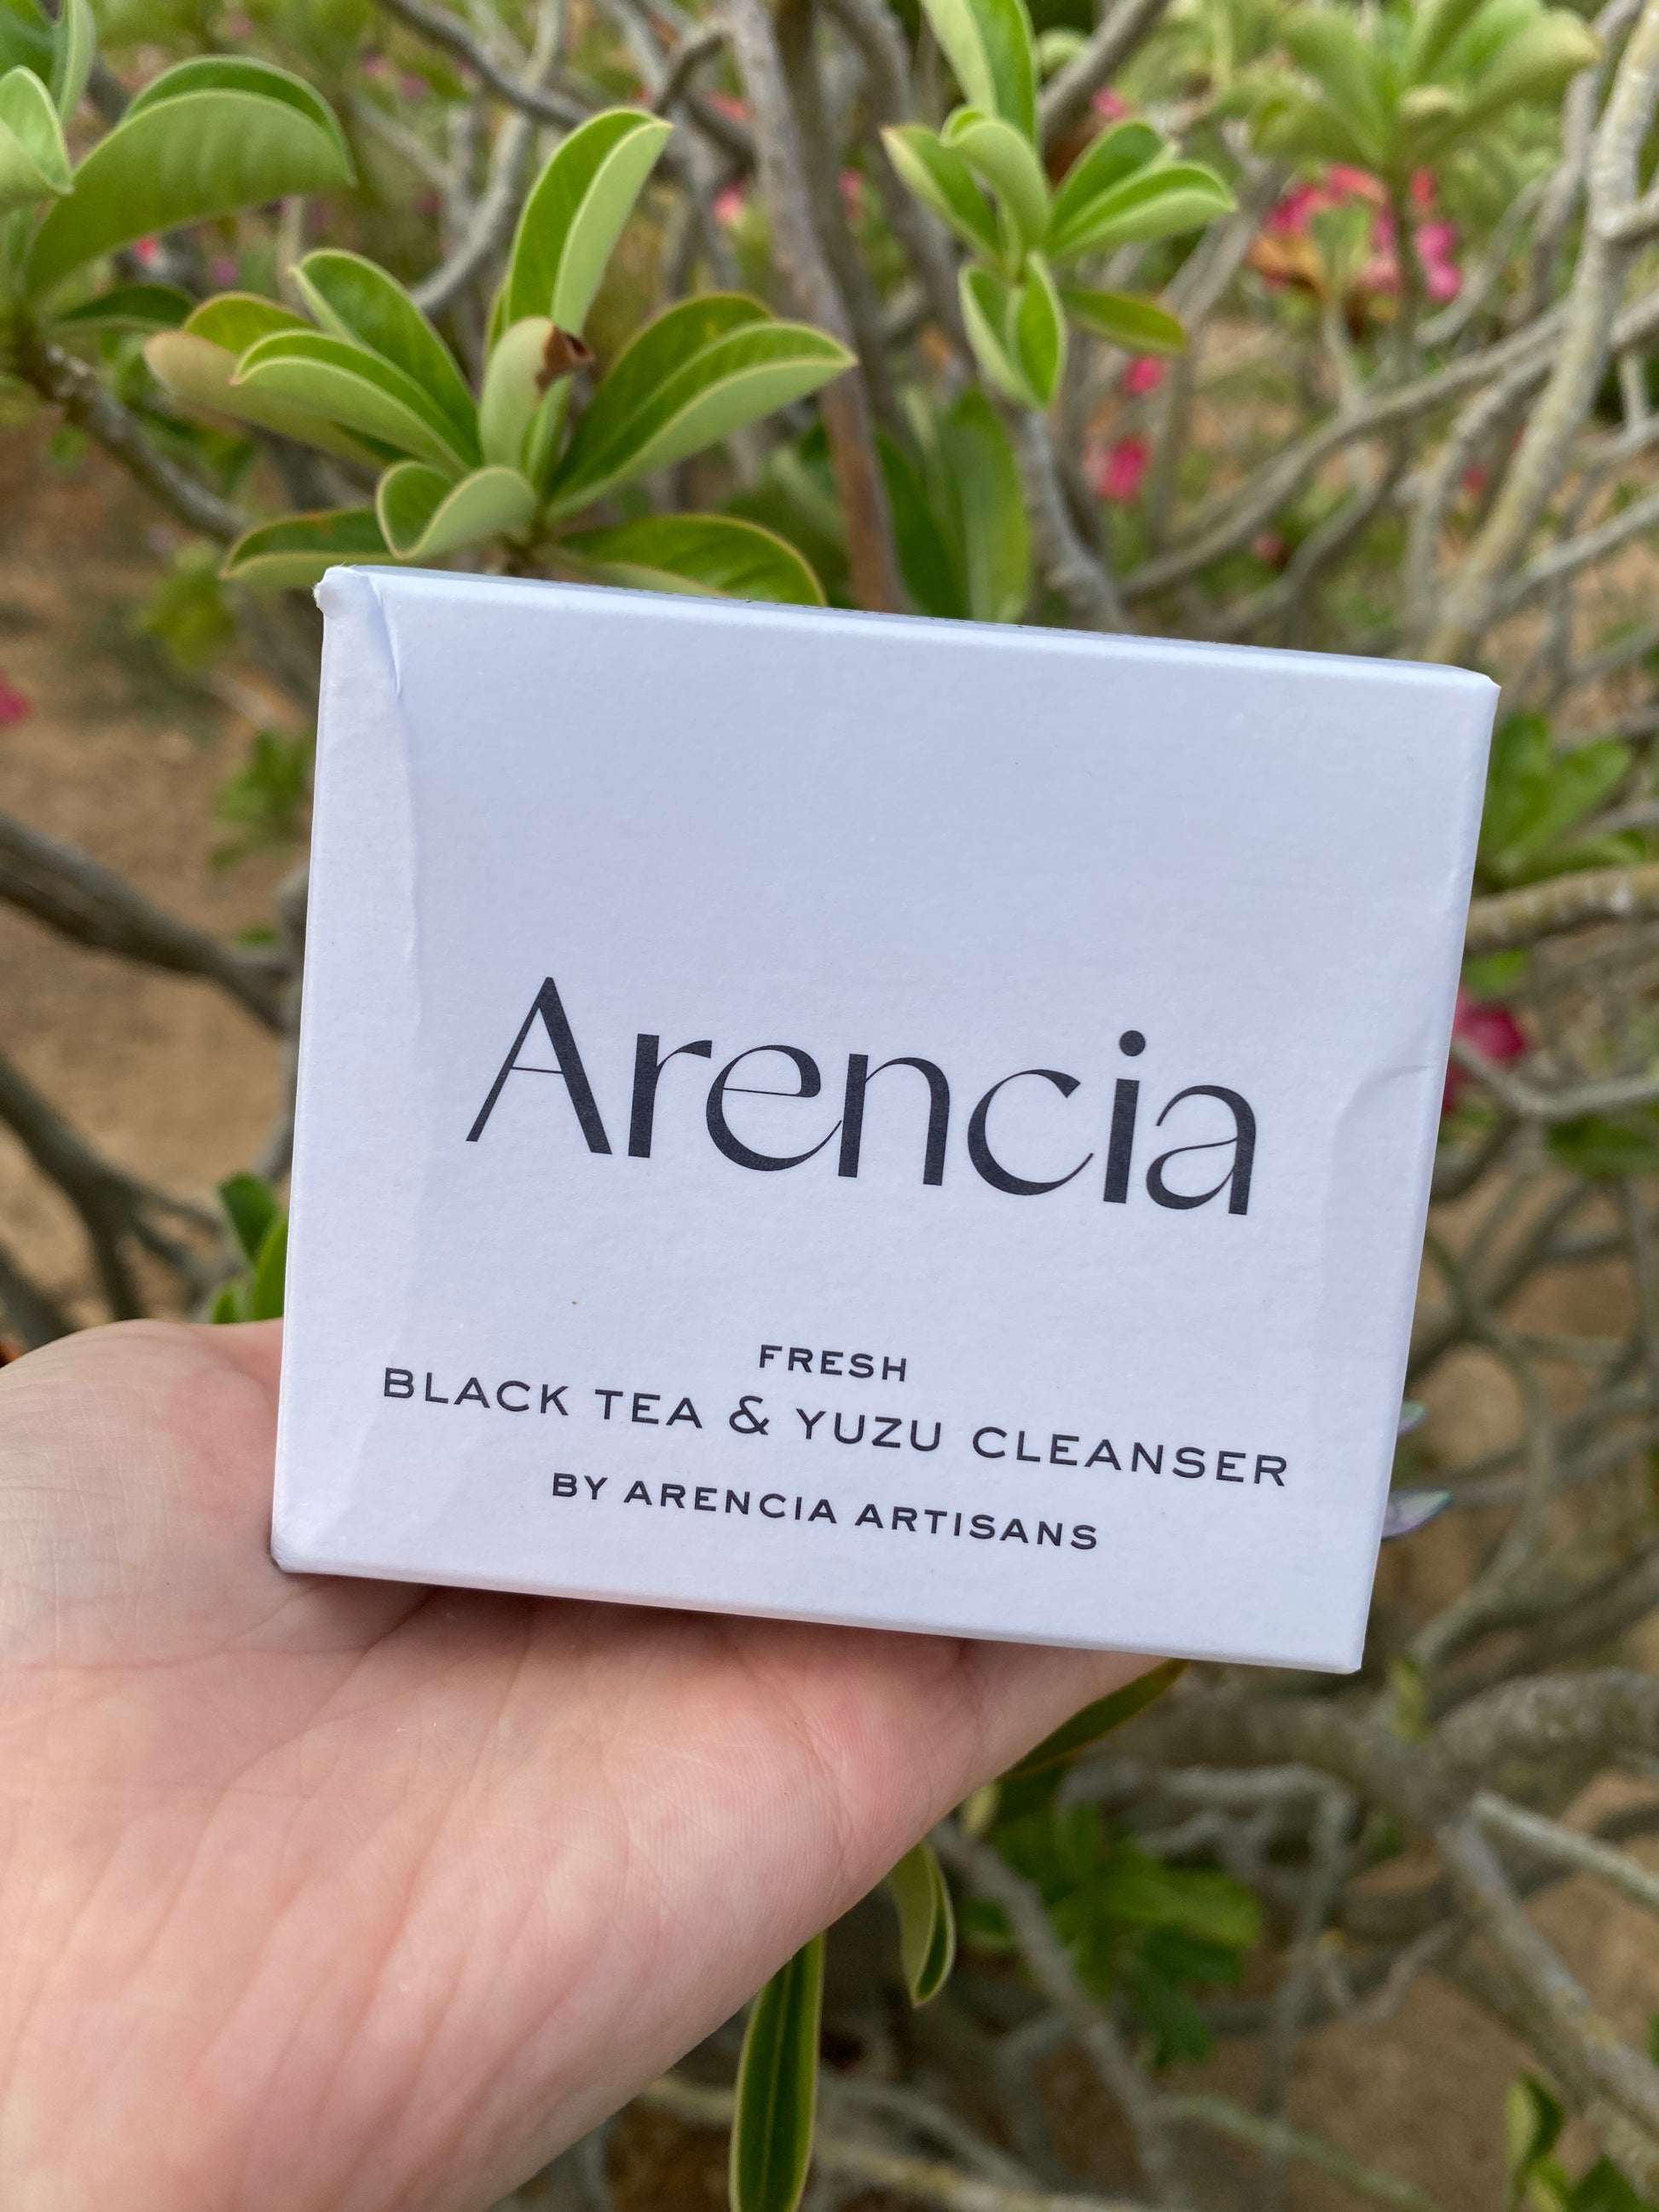 Arencia
FRESH
BLACK TEA & YUZU CLEANSER
BY ARENCIA ARTISANS